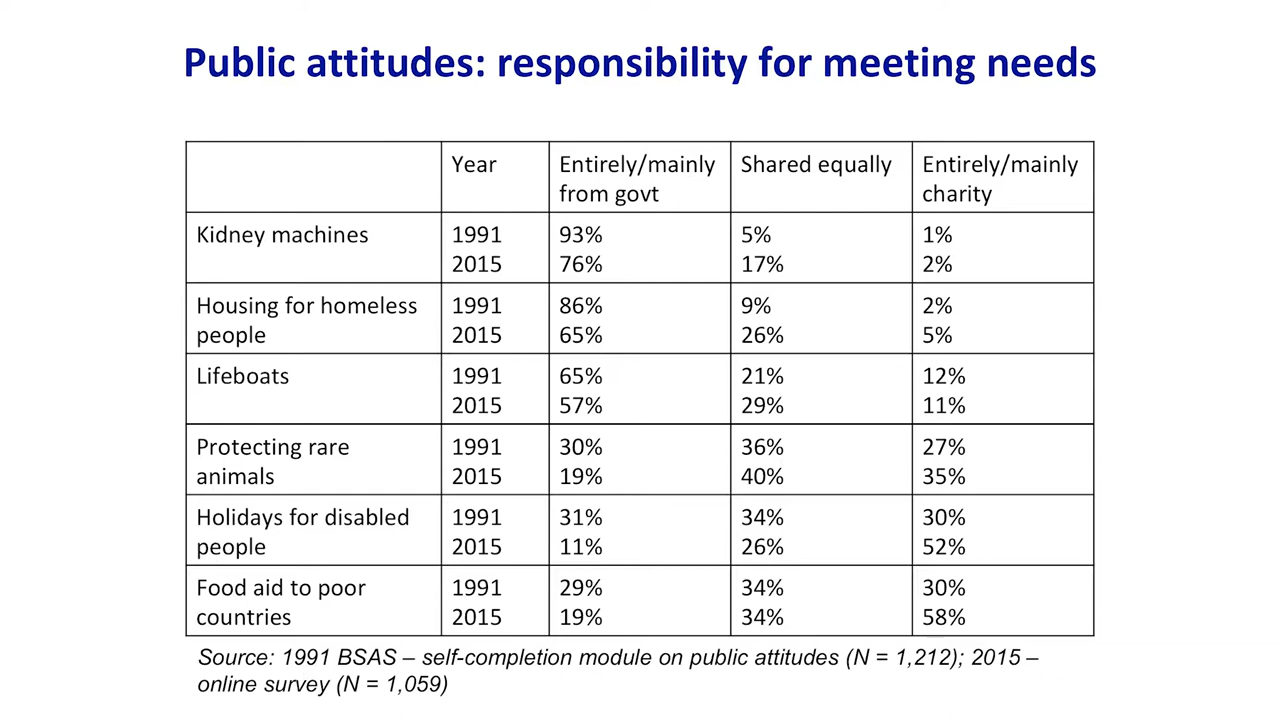 Public attitudes: responsibility for meeting needs
Year
Entirely/mainly
from govt
Shared equally
Entirely/mainly
charity
Kidney machines
1991
93%
5%
1%
2015
76%
17%
2%
Housing for homeless
people
1991
86%
9%
2%
2015
65%
26%
5%
Lifeboats
1991
65%
21%
12%
2015
57%
29%
11%
Protecting rare
animals
1991
30%
36%
27%
2015
19%
40%
35%
Holidays for disabled
people
1991
31%
34%
30%
2015
11%
26%
52%
Food aid to poor
countries
1991
29%
34%
30%
2015
19%
34%
58%
Source: 1991 BSAS – self-completion module on public attitudes (N = 1,212); 2015 –
online survey (N = 1,059)